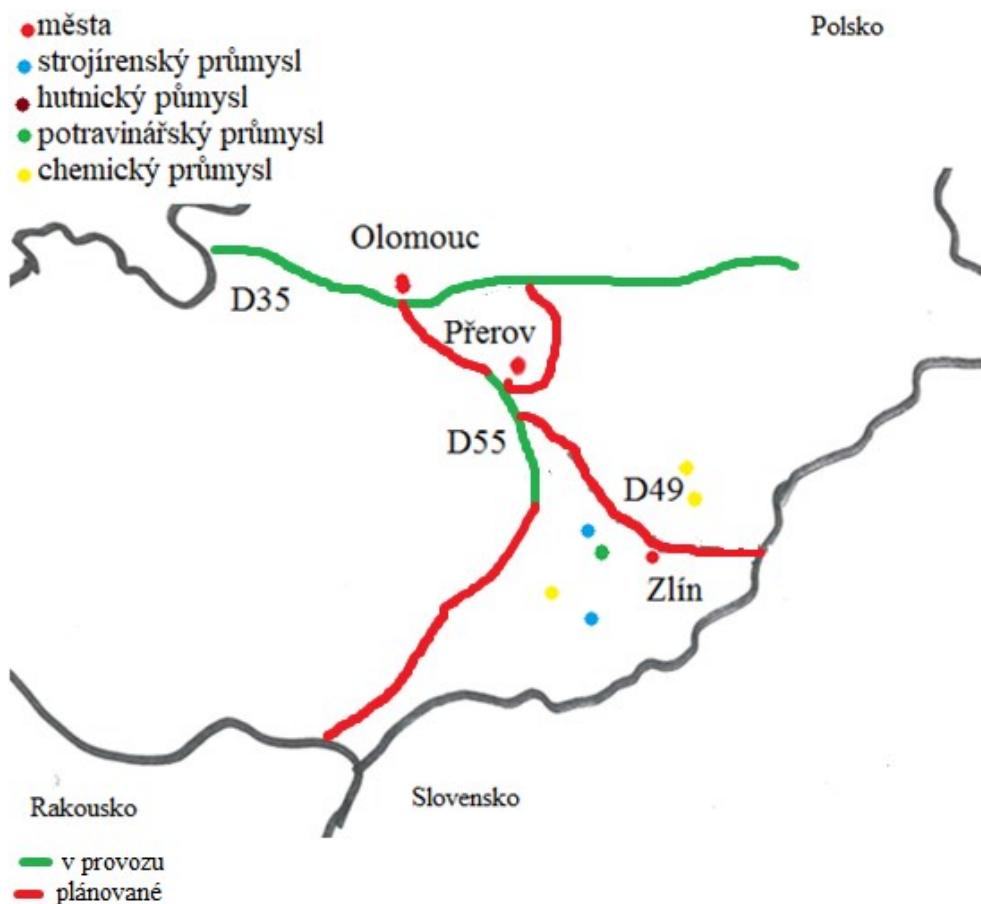 města
strojírenský průmysl
hutnický půmysl
potravinářský průmysl
chemický průmysl
Polsko
Olomouc
D35
Přerov
D55
D49
Zlín
Rakousko
Slovensko
v provozu
plánované